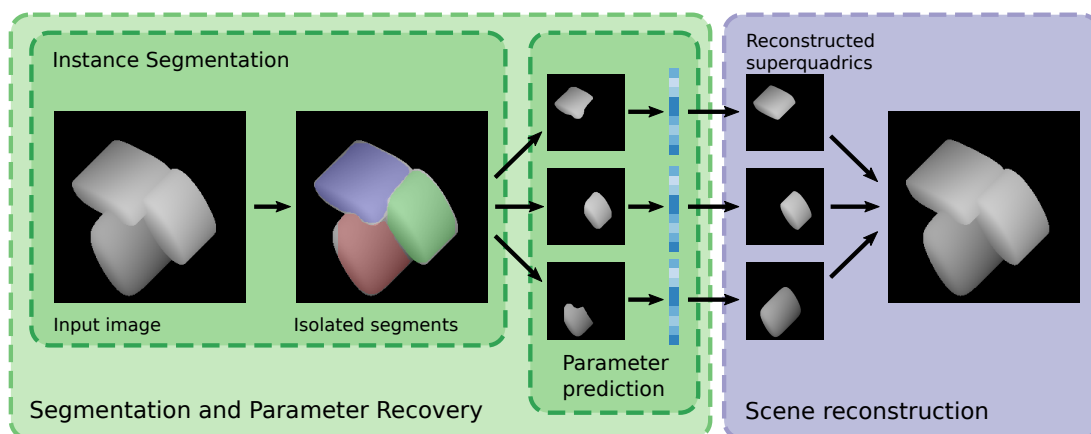 Instance Segmentation
Input image
Isolated segments
Parameter
prediction
Segmentation and Parameter Recovery
Reconstructed
superquadrics
Scene reconstruction